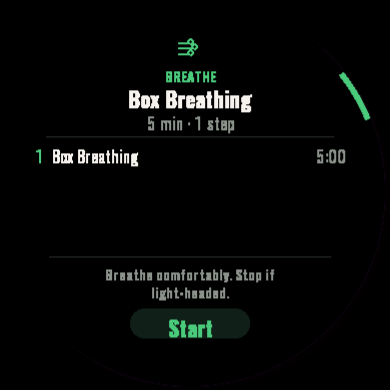 BREATHE
Box Breathing
5 min · 1 step
1 Box Breathing 5:00
Breathe comfortably. Stop if
light-headed.
Start